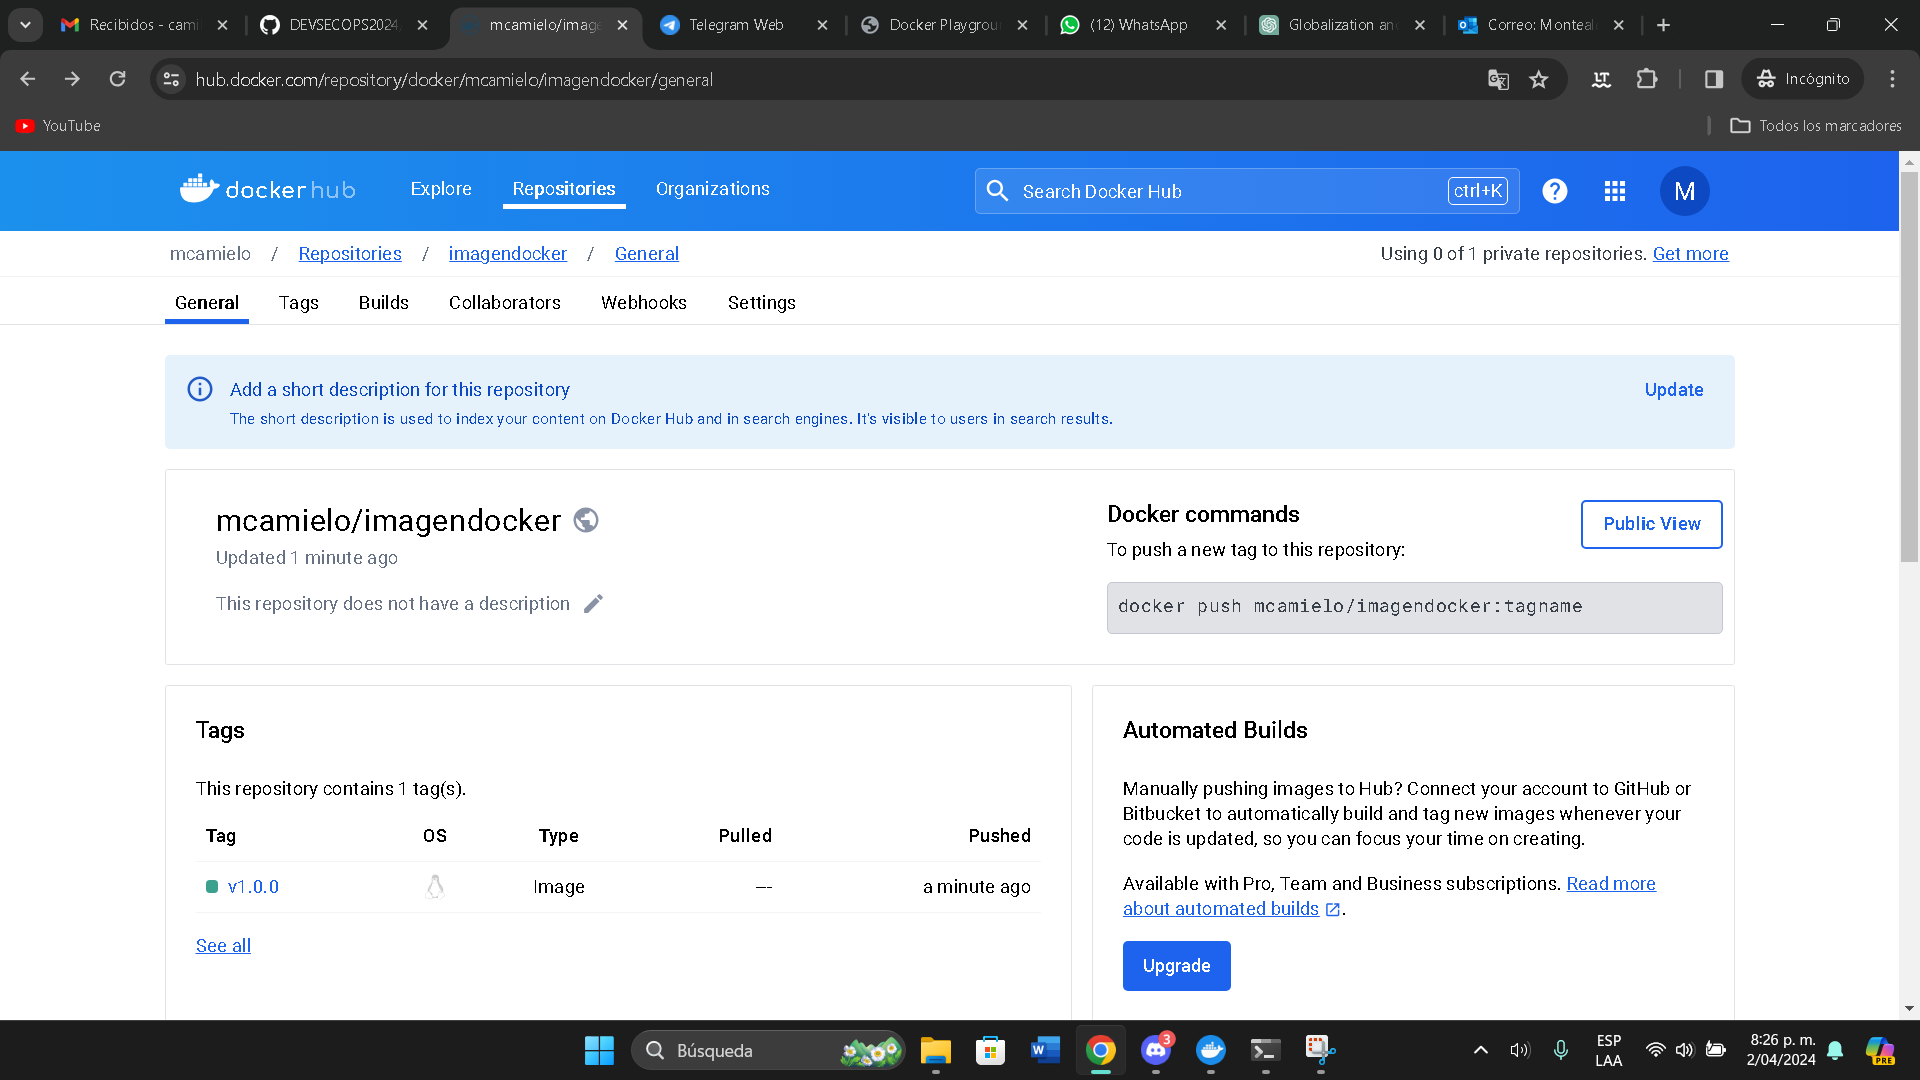 Recibidos - cami
DEVSECOPS2024
mcamielo/image
Telegram Web
Docker Playgrou
(12) WhatsApp
Globalization an
Correo: Monteal
hub.docker.com/repository/docker/mcamielo/imagendocker/general
Incógnito
YouTube
Todos los marcadores
docker hub
Explore
Repositories
Organizations
Search Docker Hub
ctrl+K
?
M
mcamielo / Repositories / imagendocker / General
Using 0 of 1 private repositories. Get more
General
Tags
Builds
Collaborators
Webhooks
Settings
Add a short description for this repository
Update
The short description is used to index your content on Docker Hub and in search engines. It's visible to users in search results.
mcamielo/imagendocker
Updated 1 minute ago
This repository does not have a description
Docker commands
Public View
To push a new tag to this repository:
docker push mcamielo/imagendocker:tagname
Tags
This repository contains 1 tag(s).
Tag OS Type Pulled Pushed
v1.0.0 Image --- a minute ago
See all
Automated Builds
Manually pushing images to Hub? Connect your account to GitHub or
Bitbucket to automatically build and tag new images whenever your
code is updated, so you can focus your time on creating.
Available with Pro, Team and Business subscriptions. Read more
about automated builds .
Upgrade
Búsqueda
3
ESP
LAA
8:26 p. m.
2/04/2024
PRE